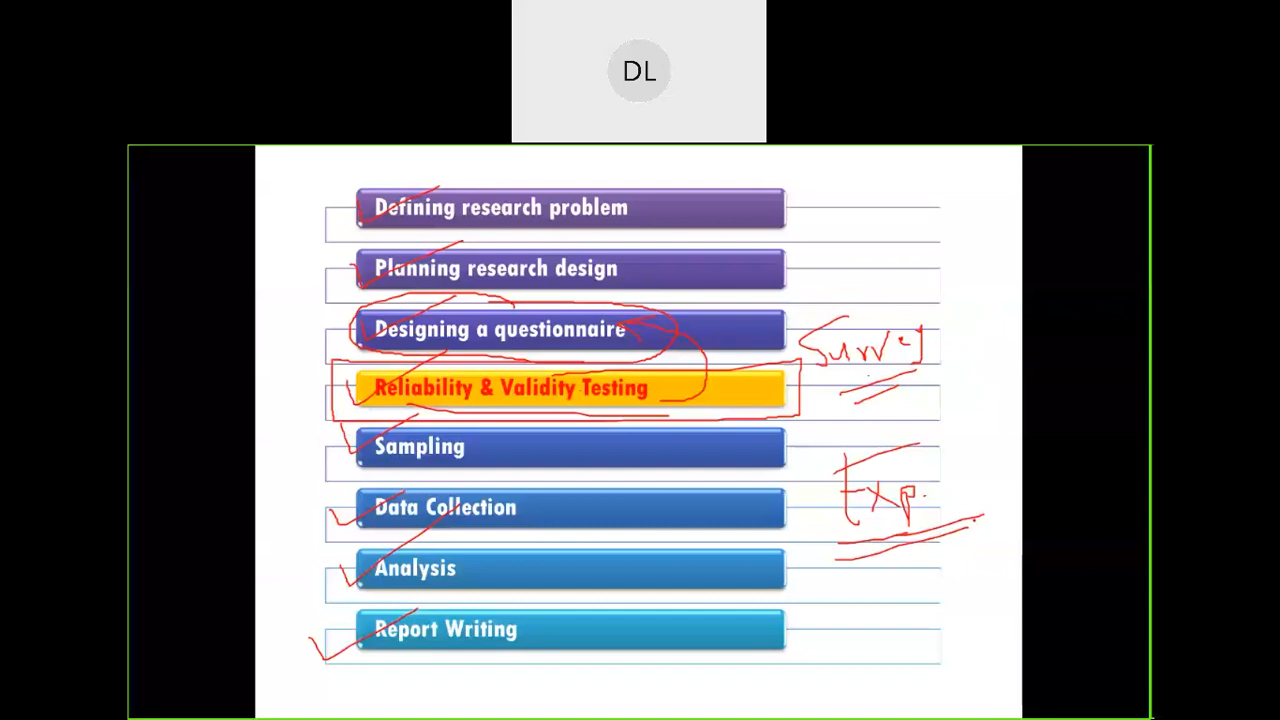 DL
Defining research problem
Planning research design
Designing a questionnaire
Survey
Reliability & Validity Testing
Sampling
Exp.
Data Collection
Analysis
Report Writing